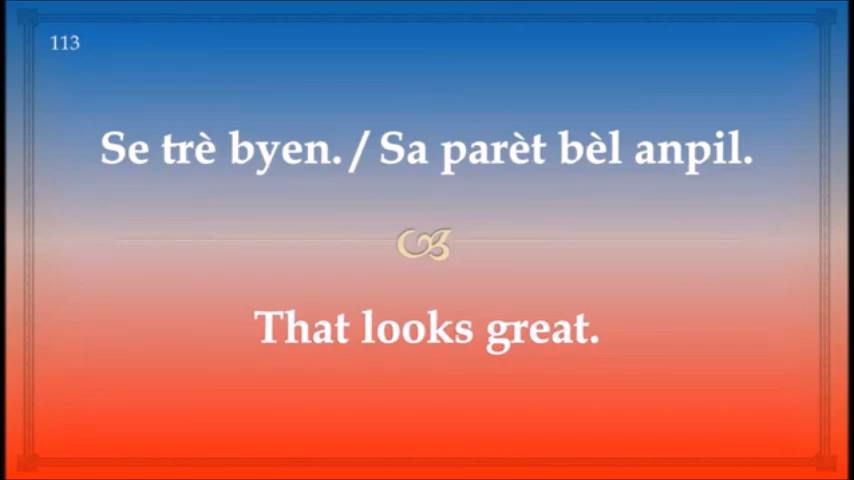 113
Se trè byen. / Sa parèt bèl anpil.
That looks great.